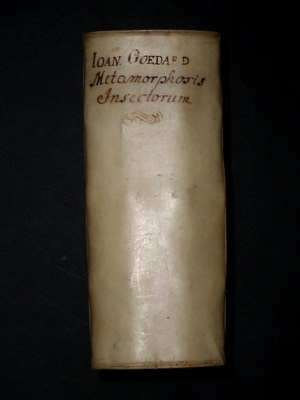 IOAN. GOEDAR D
Metamorphosis
Insectorum